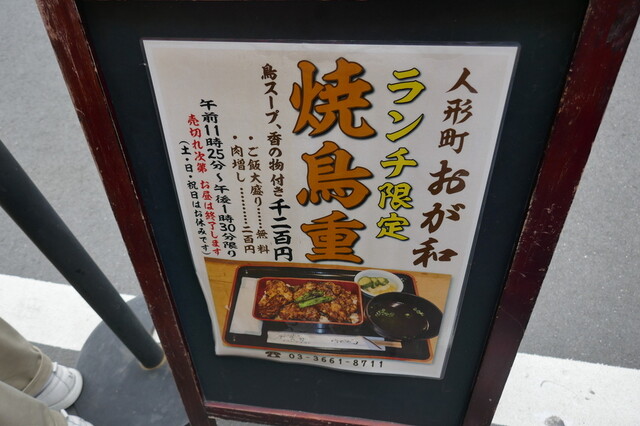 人形町 おが和
ランチ限定
焼鳥重
鳥スープ、香の物付き 千二百円
・ご飯大盛り……無料
・肉増し…………二百円
午前11時25分～午後1時30分限り
売切れ次第 お昼は終了します
(土・日・祝日はお休みです)
☎ 03-3661-8711